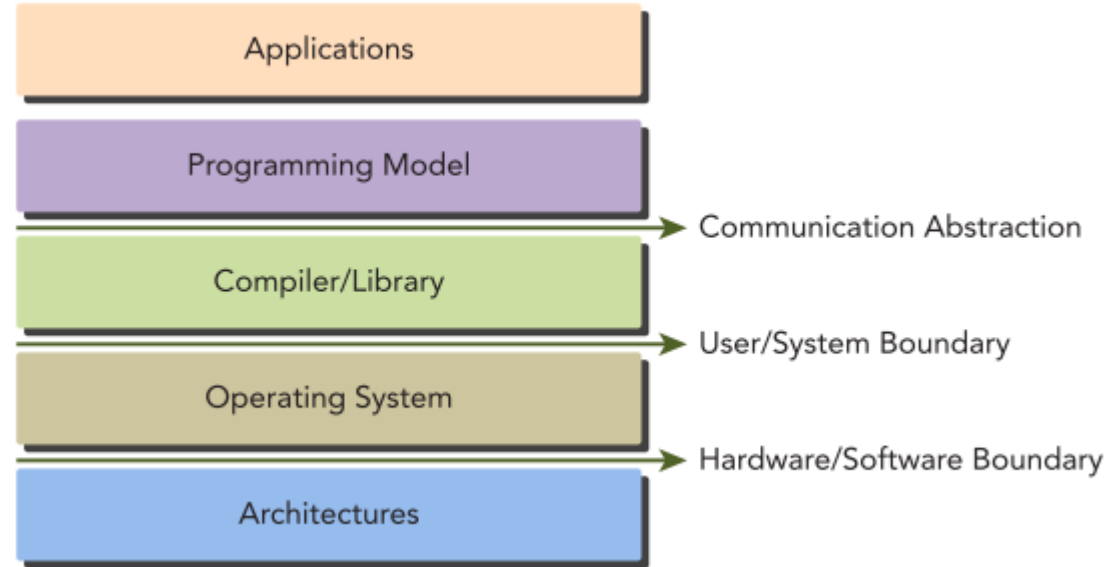 Applications
Programming Model
Communication Abstraction
Compiler/Library
User/System Boundary
Operating System
Hardware/Software Boundary
Architectures